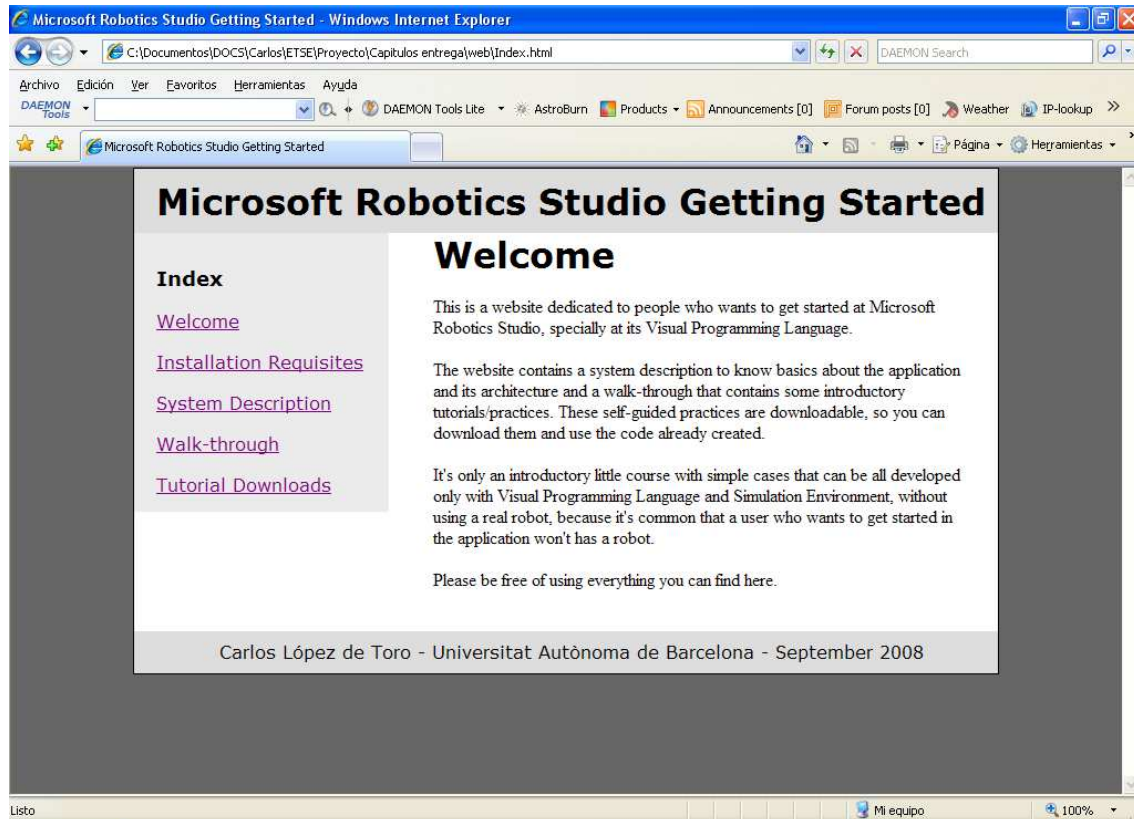 Microsoft Robotics Studio Getting Started - Windows Internet Explorer
C:\Documentos\DOCS\Carlos\ETSE\Proyecto\Capitulos entrega\web\Index.html
DAEMON Search
Archivo Edición Ver Favoritos Herramientas Ayuda
DAEMON Tools
DAEMON Tools Lite AstroBurn Products Announcements [0] Forum posts [0] Weather IP-lookup
Microsoft Robotics Studio Getting Started
Página Herramientas
Microsoft Robotics Studio Getting Started
Index
Welcome
Installation Requisites
System Description
Walk-through
Tutorial Downloads
Welcome
This is a website dedicated to people who wants to get started at Microsoft
Robotics Studio, specially at its Visual Programming Language.
The website contains a system description to know basics about the application
and its architecture and a walk-through that contains some introductory
tutorials/practices. These self-guided practices are downloadable, so you can
download them and use the code already created.
It's only an introductory little course with simple cases that can be all developed
only with Visual Programming Language and Simulation Environment, without
using a real robot, because it's common that a user who wants to get started in
the application won't has a robot.
Please be free of using everything you can find here.
Carlos López de Toro - Universitat Autònoma de Barcelona - September 2008
Listo
Mi equipo
100%